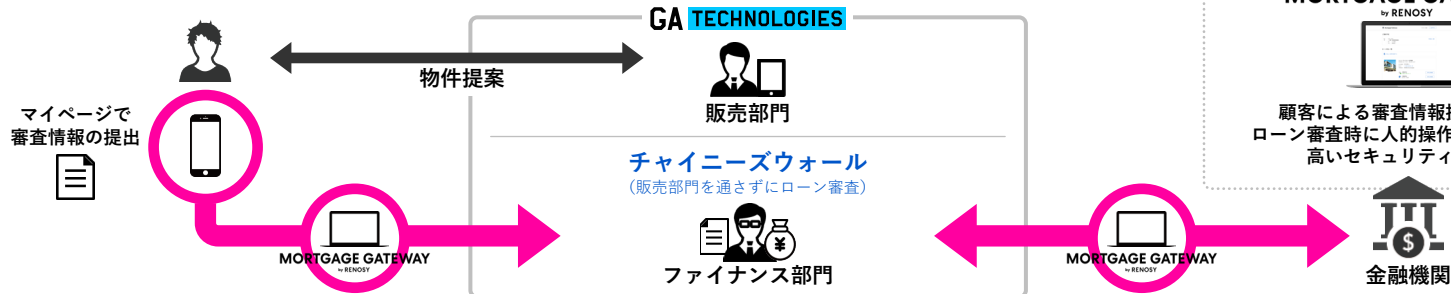 GA TECHNOLOGIES
物件提案
販売部門
マイページで
審査情報の提出
チャイニーズウォール
(販売部門を通さずにローン審査)
MORTGAGE GATEWAY
by RENOSY
ファイナンス部門
MORTGAGE GATEWAY
by RENOSY
by RENOSY
顧客による審査情報
ローン審査時に人的操作
高いセキュリティ
金融機関